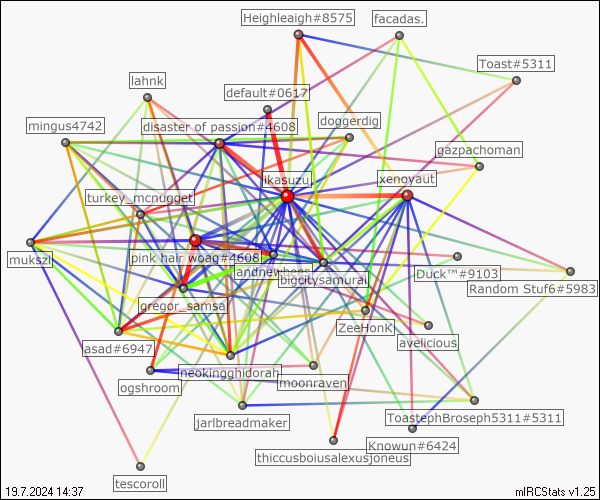 Heighleigh#8575
facadas.
Toast#5311
lahnk
default#0617
mingus4742
disaster of passion#4608
doggerdig
gazpachoman
likasuzu
xenoyaut
turkey_mcnugget
mukszi
pink hair woag#4608
andrewhees
bigcitysamurai
Duck™#9103
Random Stuf6#5983
gregor_samsa
ZeeHonK
avelicious
asad#6947
neokingghidorah
moonraven
ogshroom
ToastephBroseph5311#5311
jarlbreadmaker
Knowun#6424
thiccusboiusalexusjoneus
tescoroll
19.7.2024 14:37
mIRCStats v1.25